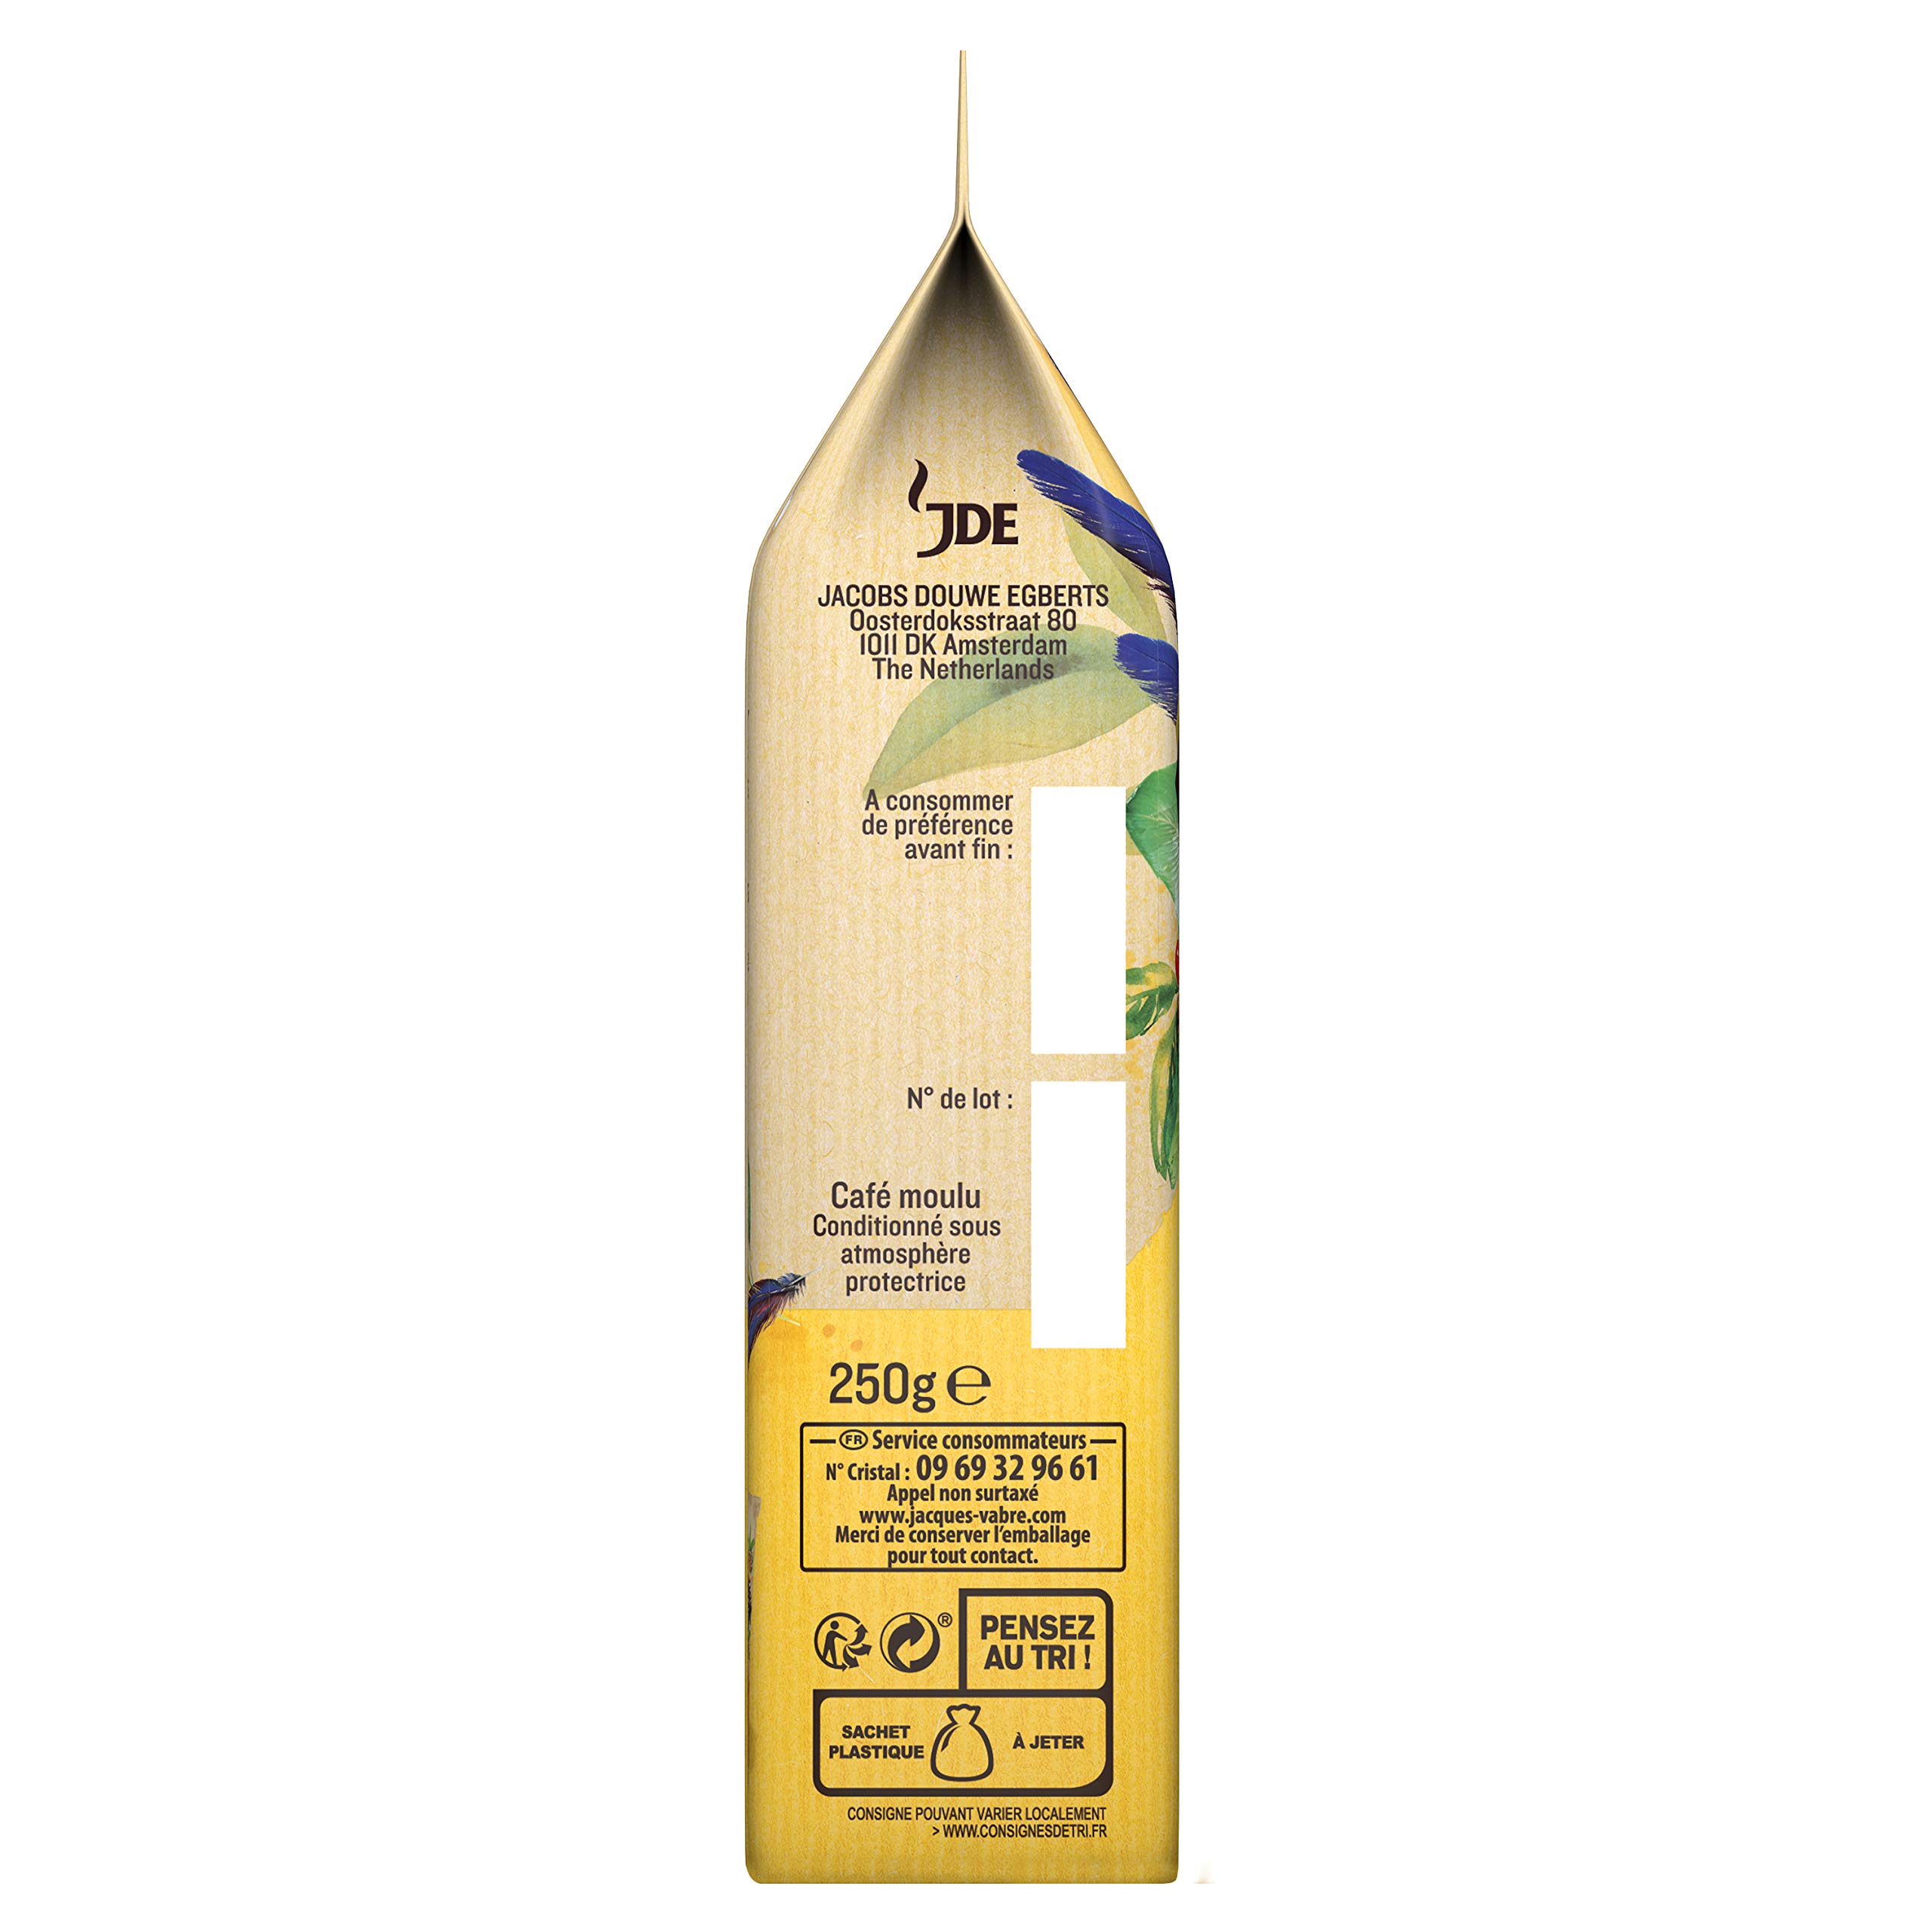 JDE
JACOBS DOUWE EGBERTS
Oosterdoksstraat 80
1011 DK Amsterdam
The Netherlands
A consommer
de préférence
avant fin :
N° de lot :
Café moulu
Conditionné sous
atmosphère
protectrice
250g ℮
FR Service consommateurs
N° Cristal : 09 69 32 96 61
Appel non surtaxé
www.jacques-vabre.com
Merci de conserver l'emballage
pour tout contact.
®
PENSEZ
AU TRI !
SACHET
PLASTIQUE
À JETER
CONSIGNE POUVANT VARIER LOCALEMENT
> WWW.CONSIGNESDETRI.FR